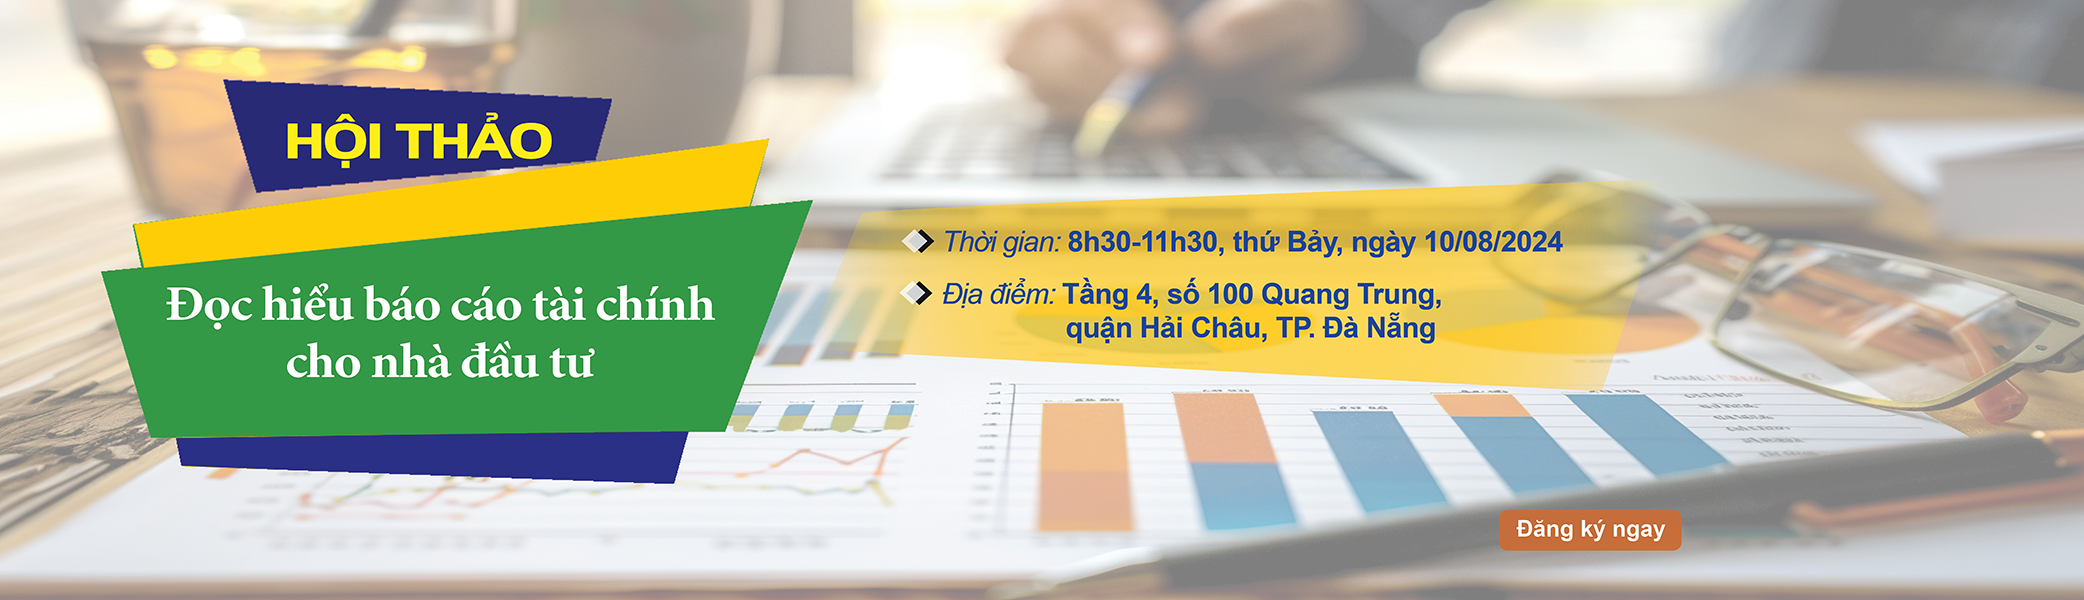 HỘI THẢO
Đọc hiểu báo cáo tài chính
cho nhà đầu tư
Thời gian: 8h30-11h30, thứ Bảy, ngày 10/08/2024
Địa điểm: Tầng 4, số 100 Quang Trung,
quận Hải Châu, TP. Đà Nẵng
Đăng ký ngay